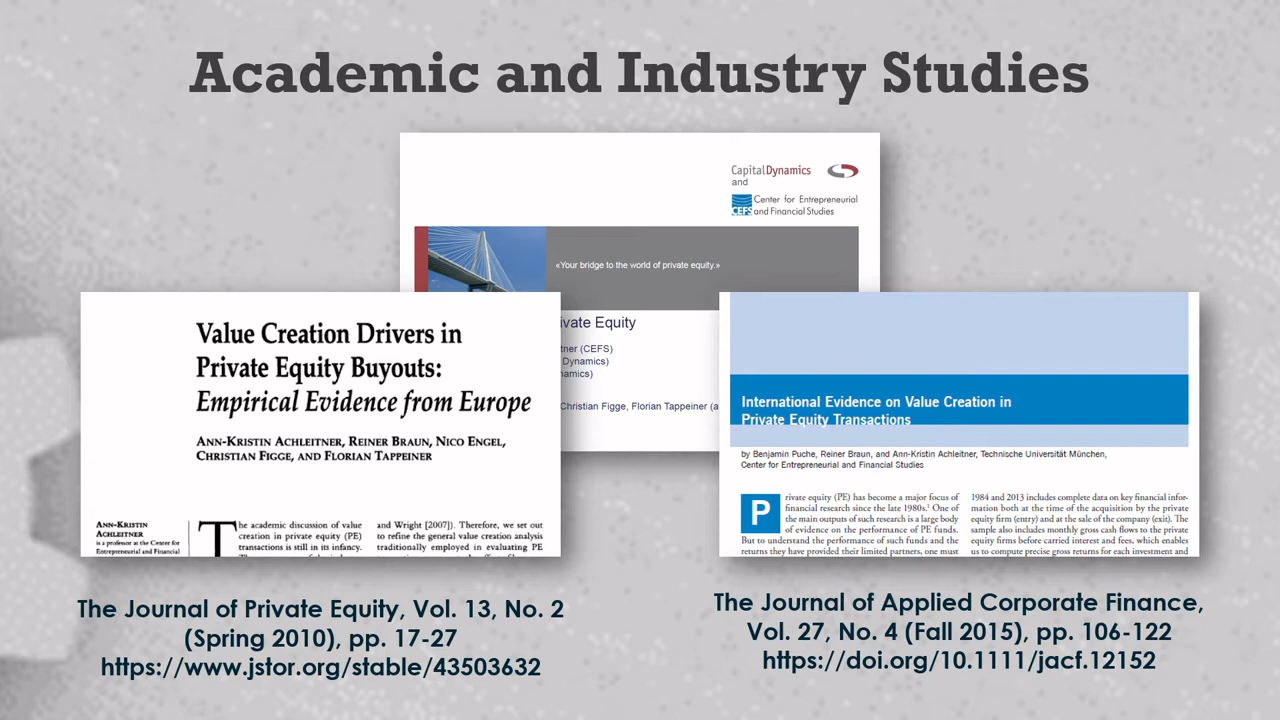 Academic and Industry Studies
CapitalDynamics
and
CEFS
Center for Entrepreneurial
and Financial Studies
«Your bridge to the world of private equity.»
Private Equity
(CEFS)
Dynamics)
Christian Figge, Florian Tappeiner
Value Creation Drivers in
Private Equity Buyouts:
Empirical Evidence from Europe
ANN-KRISTIN ACHLEITNER, REINER BRAUN, NICO ENGEL,
CHRISTIAN FIGGE, AND FLORIAN TAPPEINER
ANN-KRISTIN
ACHLEITNER
is a professor at the Center for
Entrepreneurial and Financial
The academic discussion of value
creation in private equity (PE)
transactions is still in its infancy.
and Wright [2007]). Therefore, we set out
to refine the general value creation analysis
traditionally employed in evaluating PE
International Evidence on Value Creation in
Private Equity Transactions
by Benjamin Puche, Reiner Braun, and Ann-Kristin Achleitner, Technische Universität München,
Center for Entrepreneurial and Financial Studies
Private equity (PE) has become a major focus of
financial research since the late 1980s.¹ One of
the main outputs of such research is a large body
of evidence on the performance of PE funds.
But to understand the performance of such funds and the
returns they have provided their limited partners, one must
1984 and 2013 includes complete data on key financial infor-
mation both at the time of the acquisition by the private
equity firm (entry) and at the sale of the company (exit). The
sample also includes monthly gross cash flows to the private
equity firms before carried interest and fees, which enables
us to compute precise gross returns for each investment and
The Journal of Private Equity, Vol. 13, No. 2
(Spring 2010), pp. 17-27
https://www.jstor.org/stable/43503632
The Journal of Applied Corporate Finance,
Vol. 27, No. 4 (Fall 2015), pp. 106-122
https://doi.org/10.1111/jacf.12152